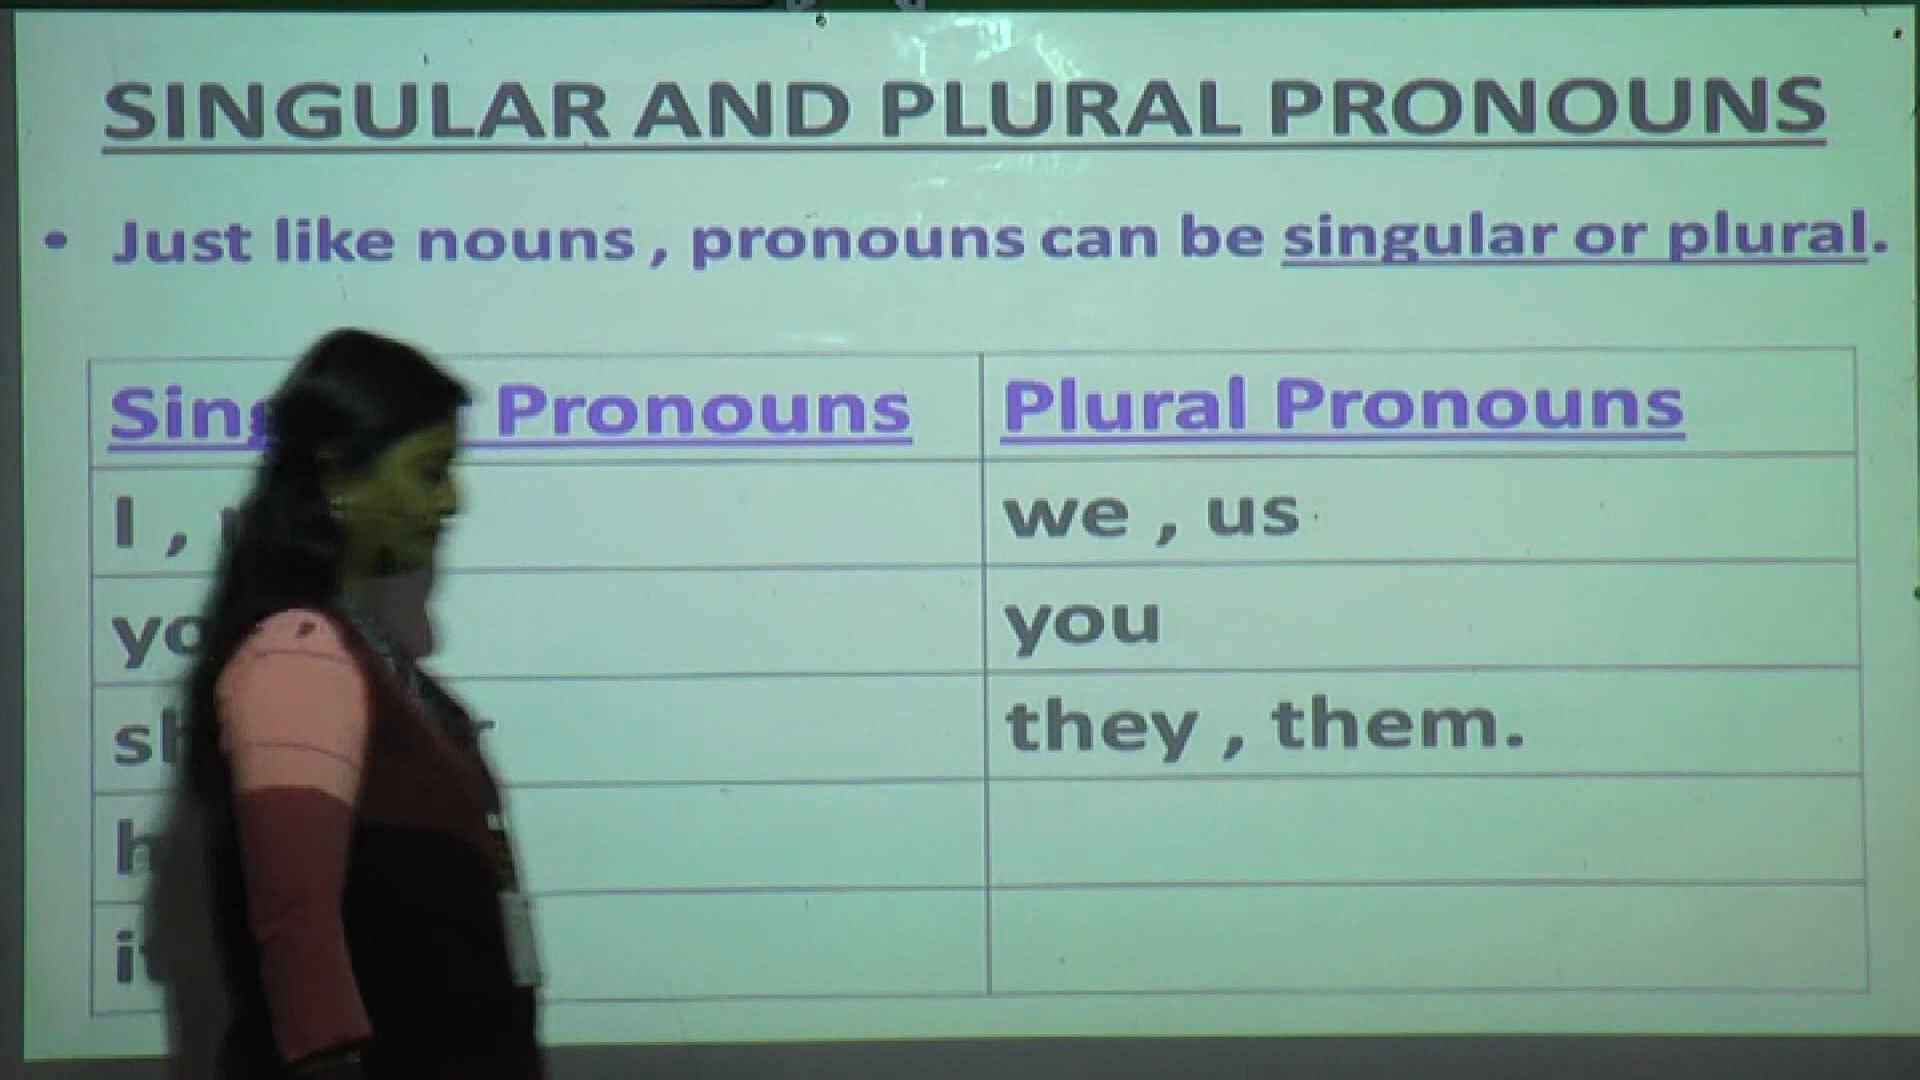 SINGULAR AND PLURAL PRONOUNS
• Just like nouns , pronouns can be singular or plural.
Pronouns Plural Pronouns
I , we , us
you
they , them.